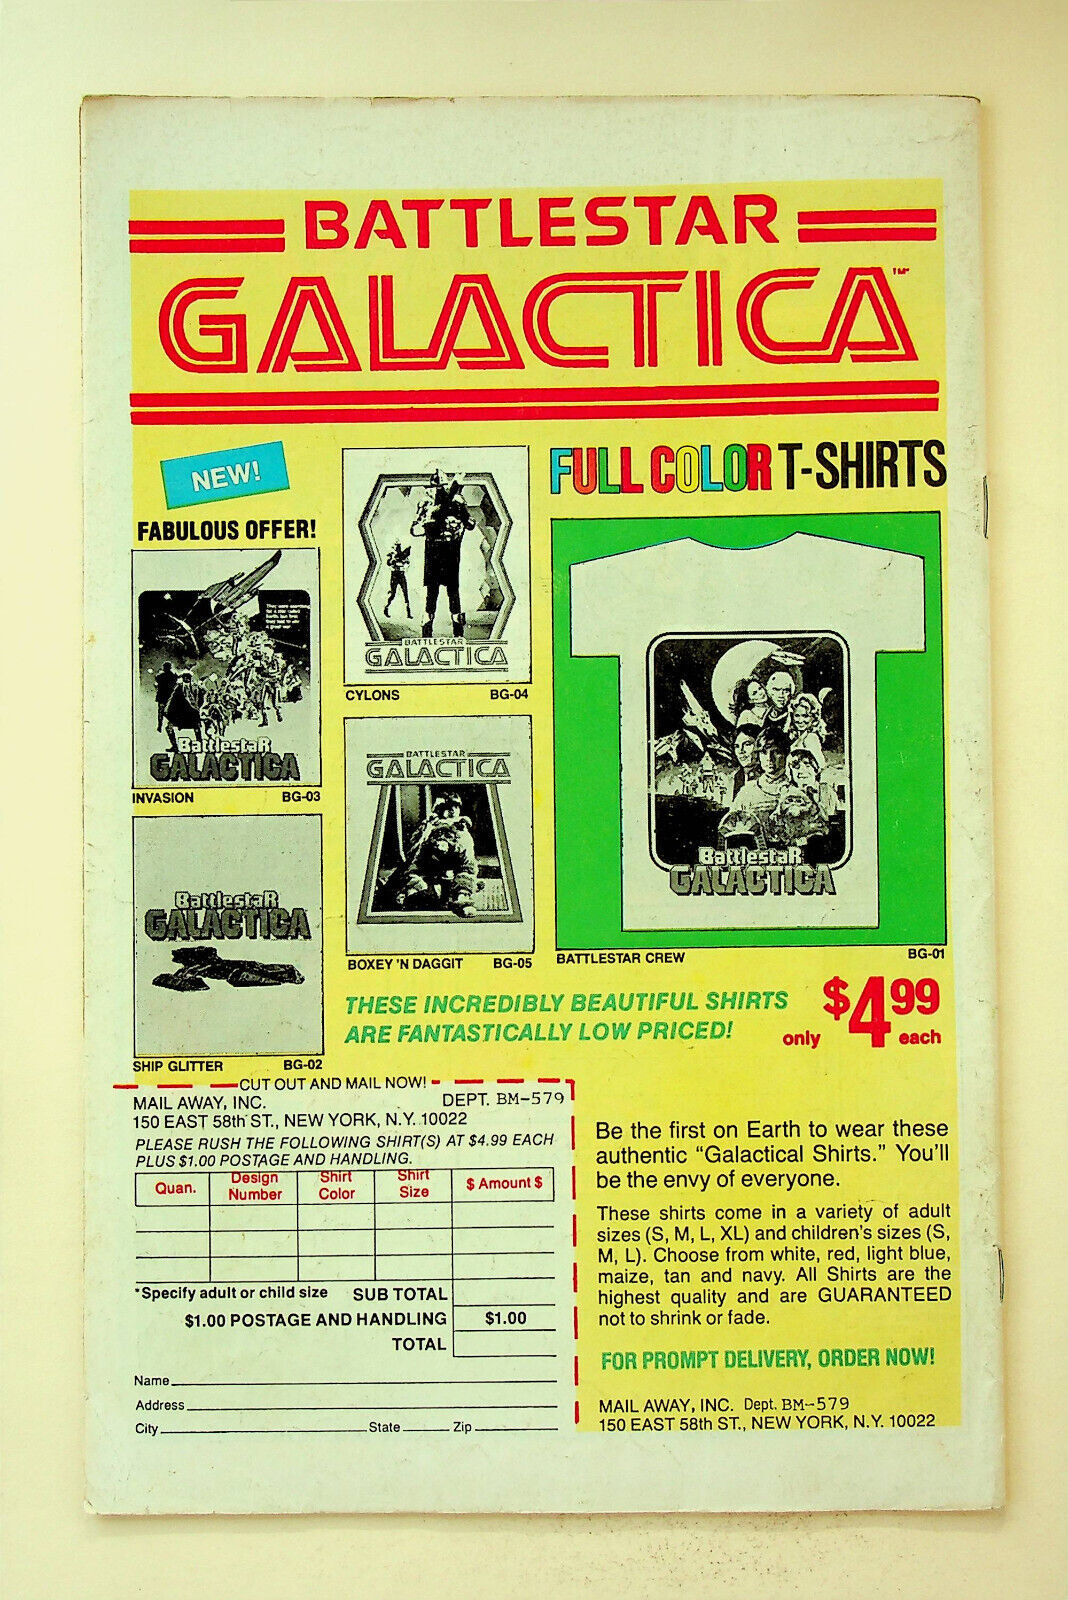 BATTLESTAR
GALACTICA™
NEW!
FABULOUS OFFER!
FULL COLOR T-SHIRTS
BattlestaR
GALACTICA
INVASION BG-03
BATTLESTAR
GALACTICA
CYLONS BG-04
BattlestaR
GALACTICA
SHIP GLITTER BG-02
BATTLESTAR
GALACTICA
BOXEY 'N DAGGIT BG-05
BattlestaR
GALACTICA
BATTLESTAR CREW BG-01
THESE INCREDIBLY BEAUTIFUL SHIRTS
ARE FANTASTICALLY LOW PRICED!
only $4.99 each
CUT OUT AND MAIL NOW!
MAIL AWAY, INC. DEPT. BM-579
150 EAST 58th ST., NEW YORK, N.Y. 10022
PLEASE RUSH THE FOLLOWING SHIRT(S) AT $4.99 EACH
PLUS $1.00 POSTAGE AND HANDLING.
Quan. Design Number Shirt Color Shirt Size $ Amount $
*Specify adult or child size SUB TOTAL
$1.00 POSTAGE AND HANDLING $1.00
TOTAL
Name
Address
City State Zip
Be the first on Earth to wear these
authentic "Galactical Shirts." You'll
be the envy of everyone.
These shirts come in a variety of adult
sizes (S, M, L, XL) and children's sizes (S,
M, L). Choose from white, red, light blue,
maize, tan and navy. All Shirts are the
highest quality and are GUARANTEED
not to shrink or fade.
FOR PROMPT DELIVERY, ORDER NOW!
MAIL AWAY, INC. Dept. BM-579
150 EAST 58th ST., NEW YORK, N.Y. 10022